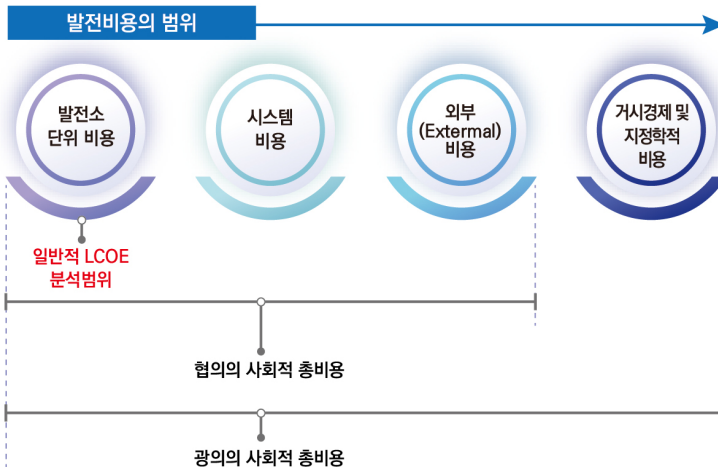 발전비용의 범위
발전소
단위 비용
시스템
비용
외부
(Extermal)
비용
거시경제 및
지정학적
비용
일반적 LCOE
분석범위
협의의 사회적 총비용
광의의 사회적 총비용